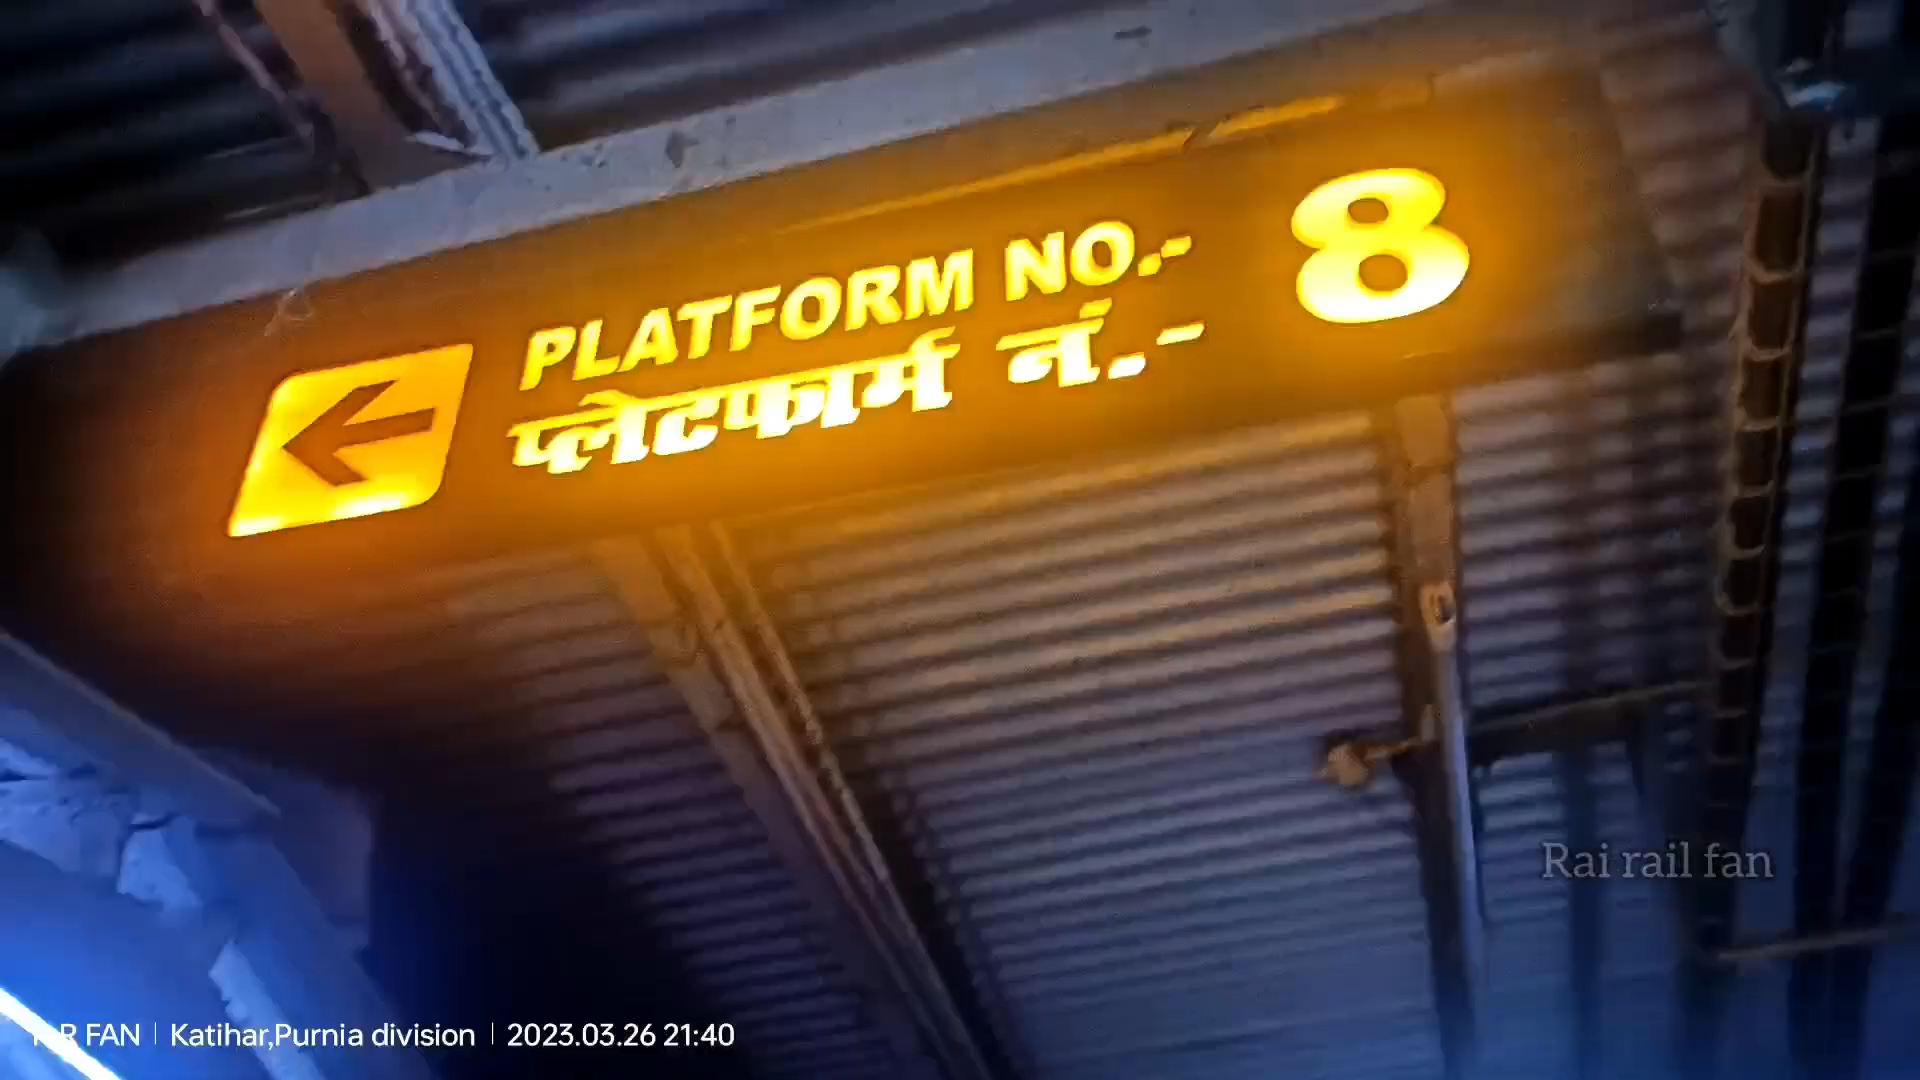 PLATFORM NO.- 8
प्लेटफार्म नं.-
Rai rail fan
FAN | Katihar,Purnia division | 2023.03.26 21:40